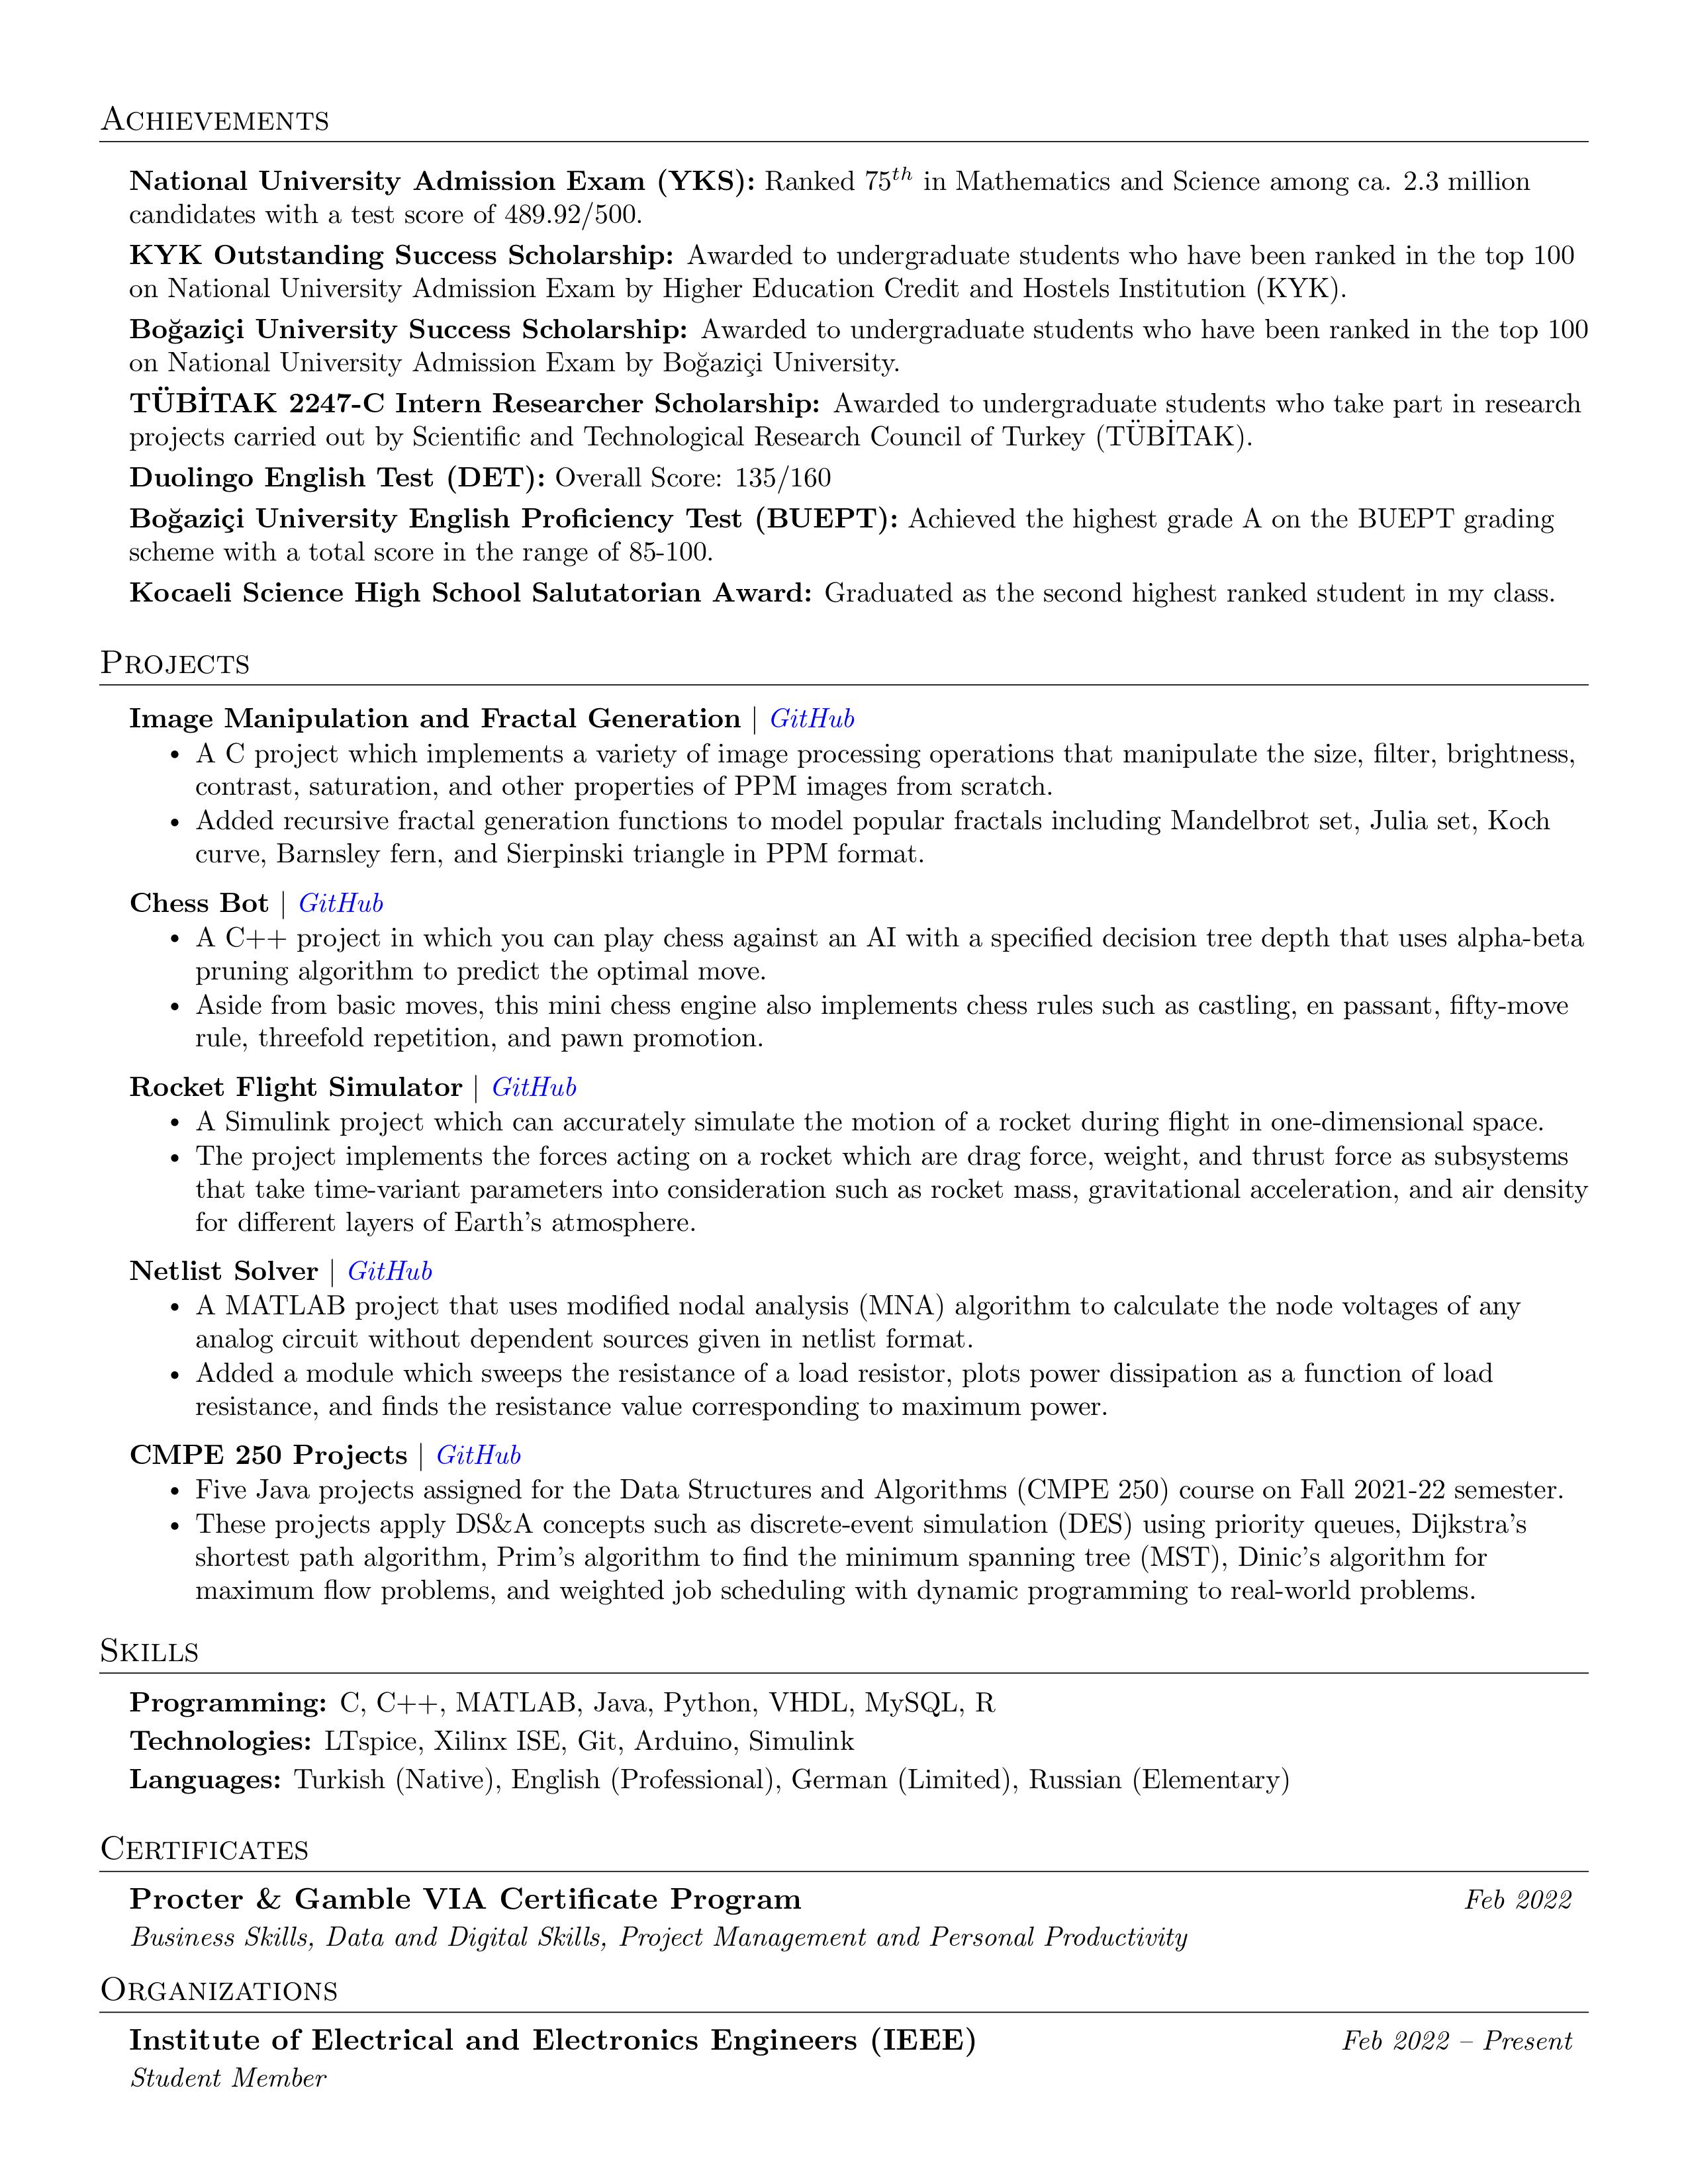 Achievements
National University Admission Exam (YKS): Ranked 75th in Mathematics and Science among ca. 2.3 million
candidates with a test score of 489.92/500.
KYK Outstanding Success Scholarship: Awarded to undergraduate students who have been ranked in the top 100
on National University Admission Exam by Higher Education Credit and Hostels Institution (KYK).
Boğaziçi University Success Scholarship: Awarded to undergraduate students who have been ranked in the top 100
on National University Admission Exam by Boğaziçi University.
TÜBİTAK 2247-C Intern Researcher Scholarship: Awarded to undergraduate students who take part in research
projects carried out by Scientific and Technological Research Council of Turkey (TÜBİTAK).
Duolingo English Test (DET): Overall Score: 135/160
Boğaziçi University English Proficiency Test (BUEPT): Achieved the highest grade A on the BUEPT grading
scheme with a total score in the range of 85-100.
Kocaeli Science High School Salutatorian Award: Graduated as the second highest ranked student in my class.
Projects
Image Manipulation and Fractal Generation | GitHub
• A C project which implements a variety of image processing operations that manipulate the size, filter, brightness,
contrast, saturation, and other properties of PPM images from scratch.
• Added recursive fractal generation functions to model popular fractals including Mandelbrot set, Julia set, Koch
curve, Barnsley fern, and Sierpinski triangle in PPM format.
Chess Bot | GitHub
• A C++ project in which you can play chess against an AI with a specified decision tree depth that uses alpha-beta
pruning algorithm to predict the optimal move.
• Aside from basic moves, this mini chess engine also implements chess rules such as castling, en passant, fifty-move
rule, threefold repetition, and pawn promotion.
Rocket Flight Simulator | GitHub
• A Simulink project which can accurately simulate the motion of a rocket during flight in one-dimensional space.
• The project implements the forces acting on a rocket which are drag force, weight, and thrust force as subsystems
that take time-variant parameters into consideration such as rocket mass, gravitational acceleration, and air density
for different layers of Earth's atmosphere.
Netlist Solver | GitHub
• A MATLAB project that uses modified nodal analysis (MNA) algorithm to calculate the node voltages of any
analog circuit without dependent sources given in netlist format.
• Added a module which sweeps the resistance of a load resistor, plots power dissipation as a function of load
resistance, and finds the resistance value corresponding to maximum power.
CMPE 250 Projects | GitHub
• Five Java projects assigned for the Data Structures and Algorithms (CMPE 250) course on Fall 2021-22 semester.
• These projects apply DS&A concepts such as discrete-event simulation (DES) using priority queues, Dijkstra's
shortest path algorithm, Prim's algorithm to find the minimum spanning tree (MST), Dinic's algorithm for
maximum flow problems, and weighted job scheduling with dynamic programming to real-world problems.
Skills
Programming: C, C++, MATLAB, Java, Python, VHDL, MySQL, R
Technologies: LTspice, Xilinx ISE, Git, Arduino, Simulink
Languages: Turkish (Native), English (Professional), German (Limited), Russian (Elementary)
Certificates
Procter & Gamble VIA Certificate Program Feb 2022
Business Skills, Data and Digital Skills, Project Management and Personal Productivity
Organizations
Institute of Electrical and Electronics Engineers (IEEE) Feb 2022 – Present
Student Member